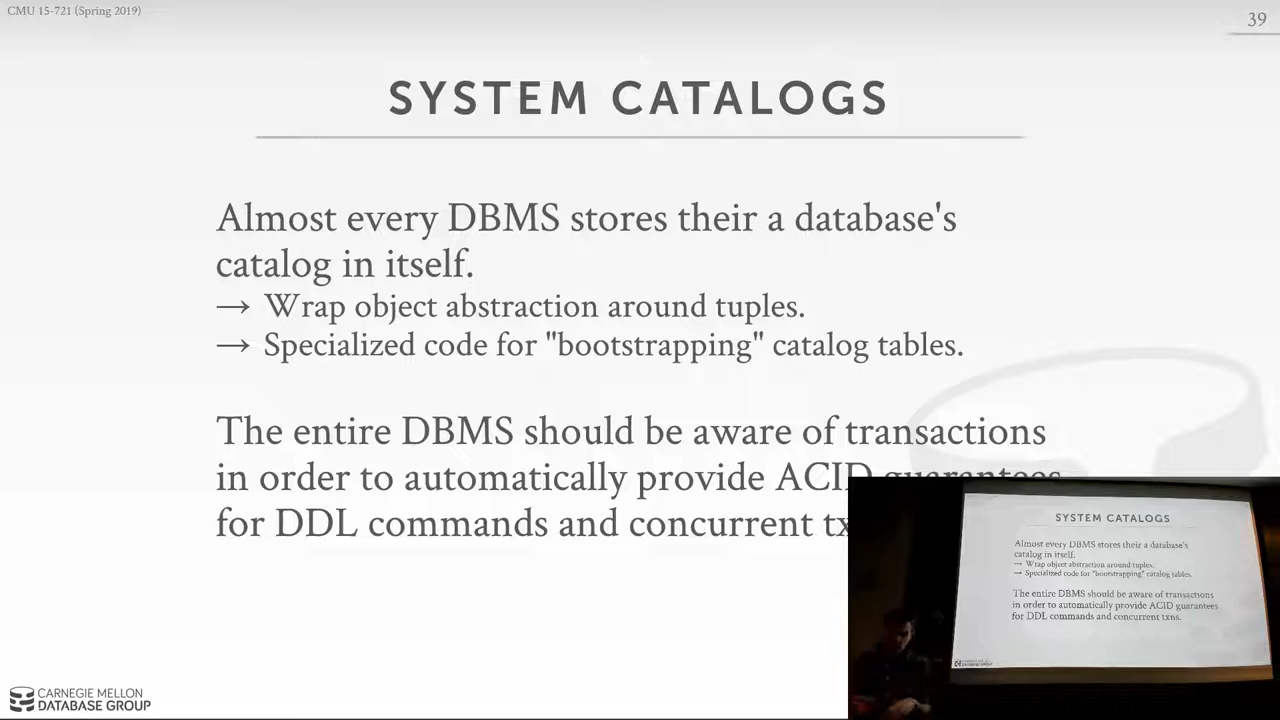 CMU 15-721 (Spring 2019)
39
SYSTEM CATALOGS
Almost every DBMS stores their a database's
catalog in itself.
→ Wrap object abstraction around tuples.
→ Specialized code for "bootstrapping" catalog tables.
The entire DBMS should be aware of transactions
in order to automatically provide ACID guarantees
for DDL commands and concurrent tx
SYSTEM CATALOGS
Almost every DBMS stores their a database's
catalog in itself.
→ Wrap object abstraction around tuples.
→ Specialized code for "bootstrapping" catalog tables.
The entire DBMS should be aware of transactions
in order to automatically provide ACID guarantees
for DDL commands and concurrent txns.
CARNEGIE MELLON
DATABASE GROUP